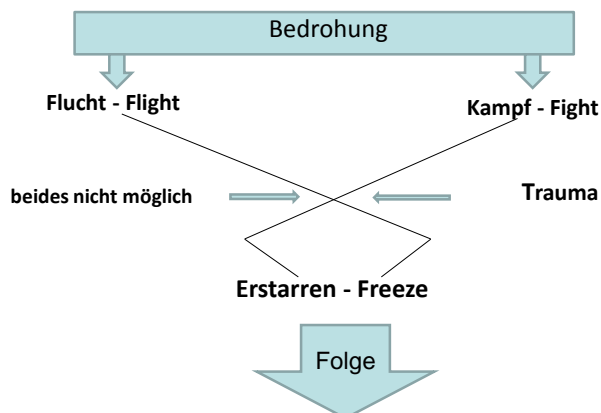 Bedrohung
Flucht - Flight
Kampf - Fight
beides nicht möglich
Trauma
Erstarren - Freeze
Folge